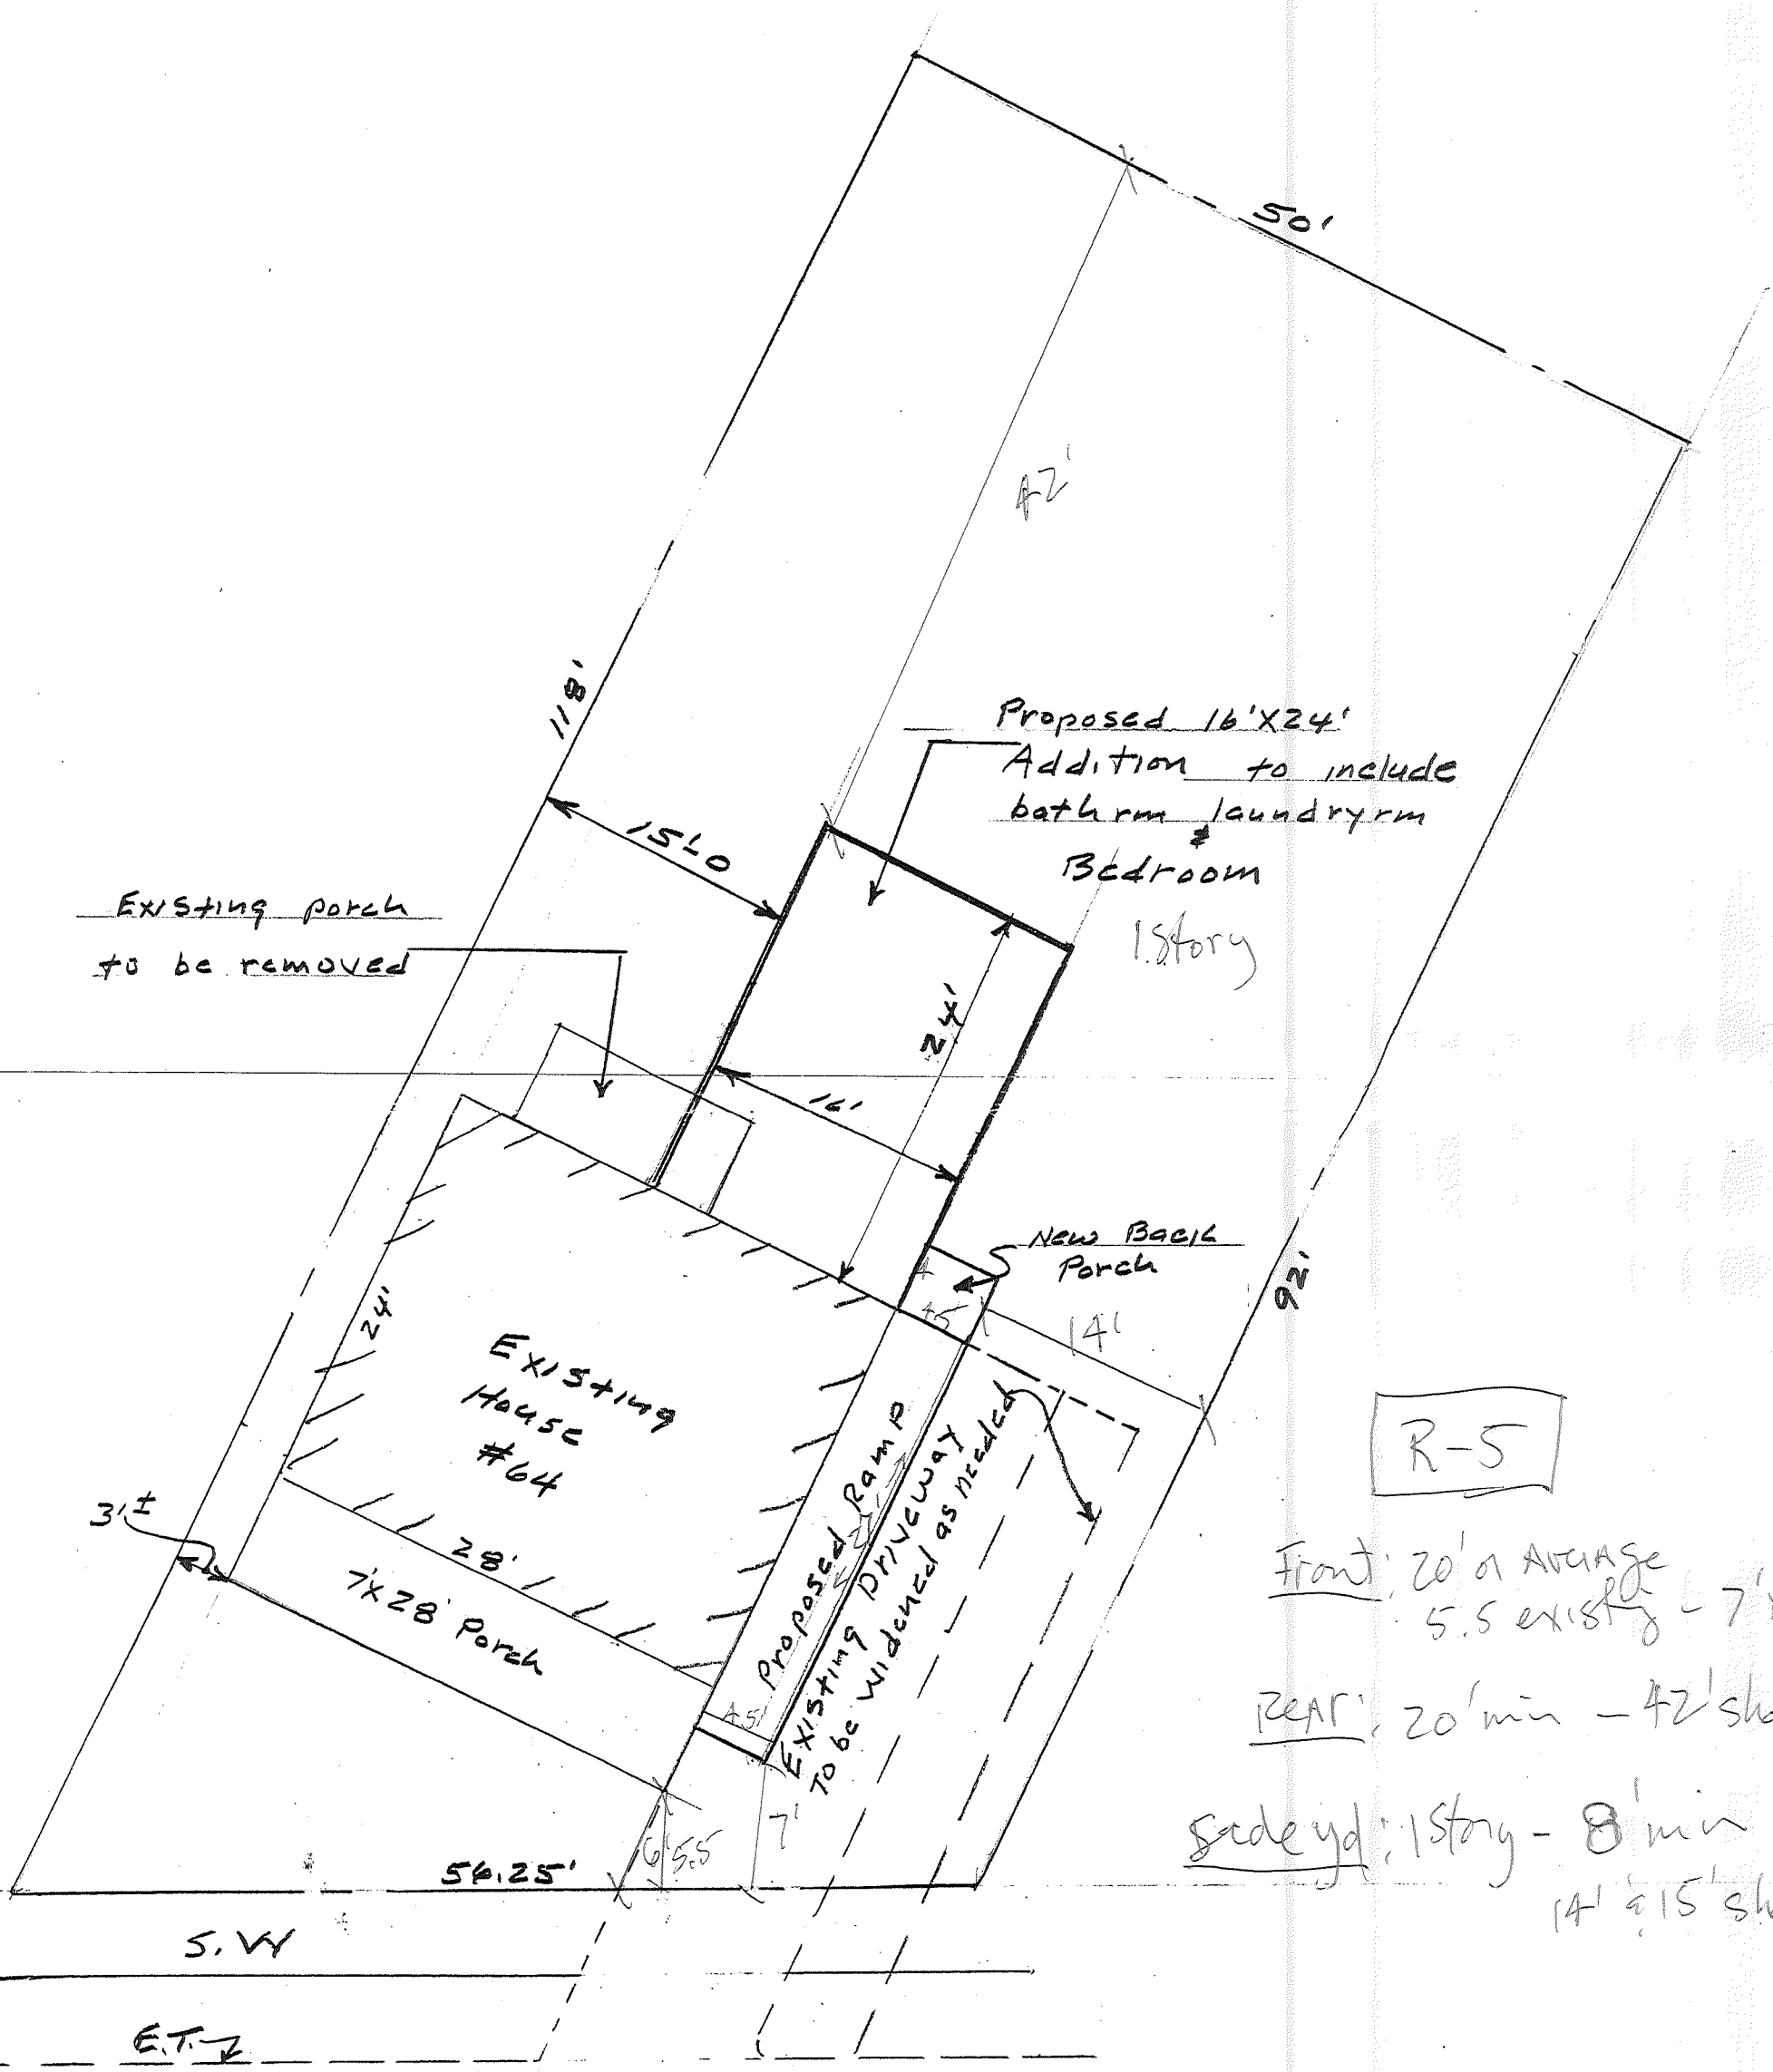 50'
42'
118'
Proposed 16'X24'
Addition to include
bathrm & laundryrm
Bedroom
1 Story
15'-0
Existing porch
to be removed
24'
16'
New Back
Porch
4
45
14'
92'
24'
Existing
House
#64
3'±
28'
7'X28' Porch
Proposed Ramp
Existing Driveway
To be widened as needed
4.5'
7'
6'
5.5
56.25'
S.W
E.T.
R-5
Front: 20' or Average
5.5 existing - 7'
Rear: 20' min - 42'
Side yd: 1 Story - 8' min
14' & 15'